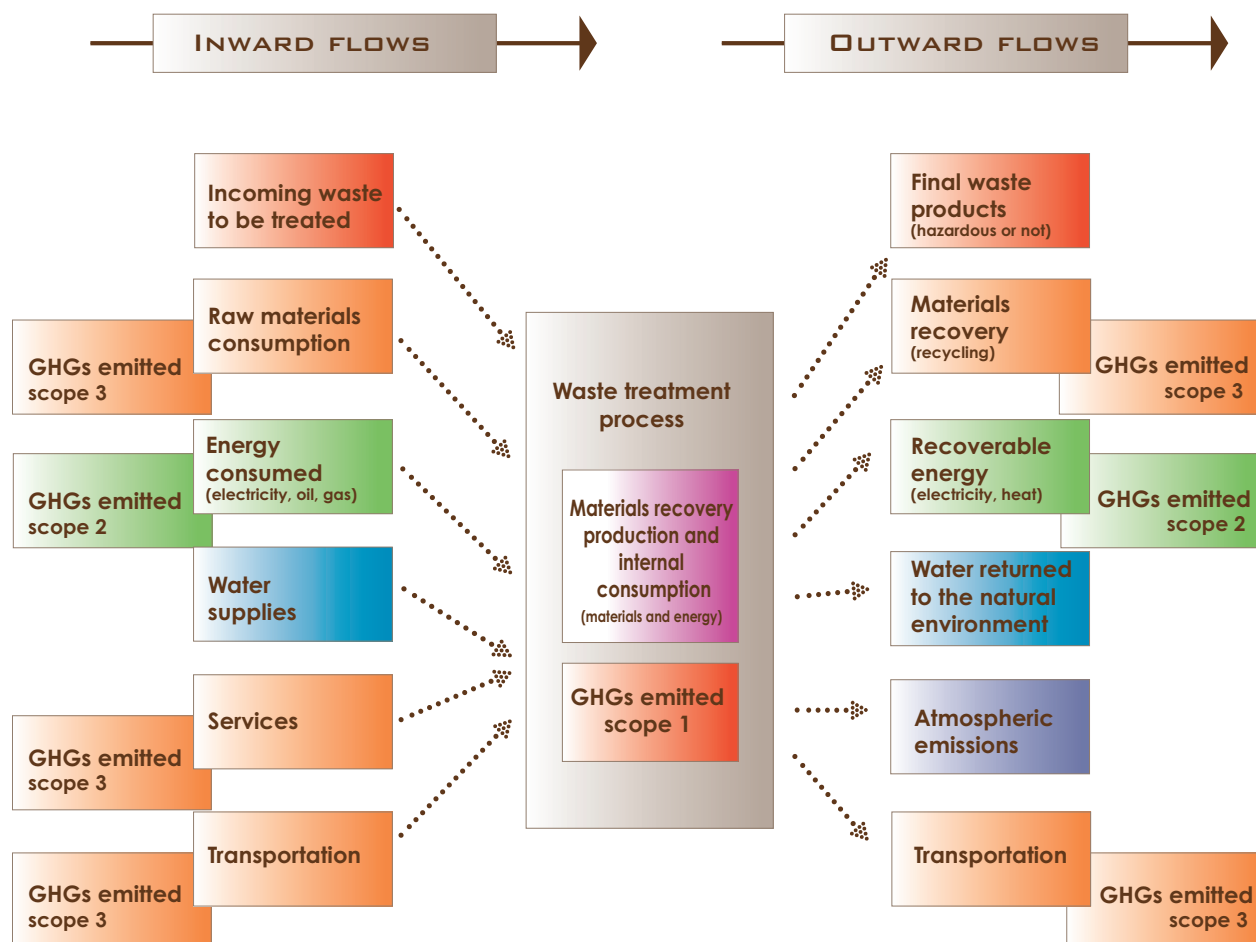 INWARD FLOWS
OUTWARD FLOWS
Incoming waste
to be treated
Raw materials
consumption
GHGs emitted
scope 3
Energy
consumed
(electricity, oil, gas)
GHGs emitted
scope 2
Water
supplies
Services
GHGs emitted
scope 3
Transportation
GHGs emitted
scope 3
Waste treatment
process
Materials recovery
production and
internal
consumption
(materials and energy)
GHGs emitted
scope 1
Final waste
products
(hazardous or not)
Materials
recovery
(recycling)
GHGs emitted
scope 3
Recoverable
energy
(electricity, heat)
GHGs emitted
scope 2
Water returned
to the natural
environment
Atmospheric
emissions
Transportation
GHGs emitted
scope 3